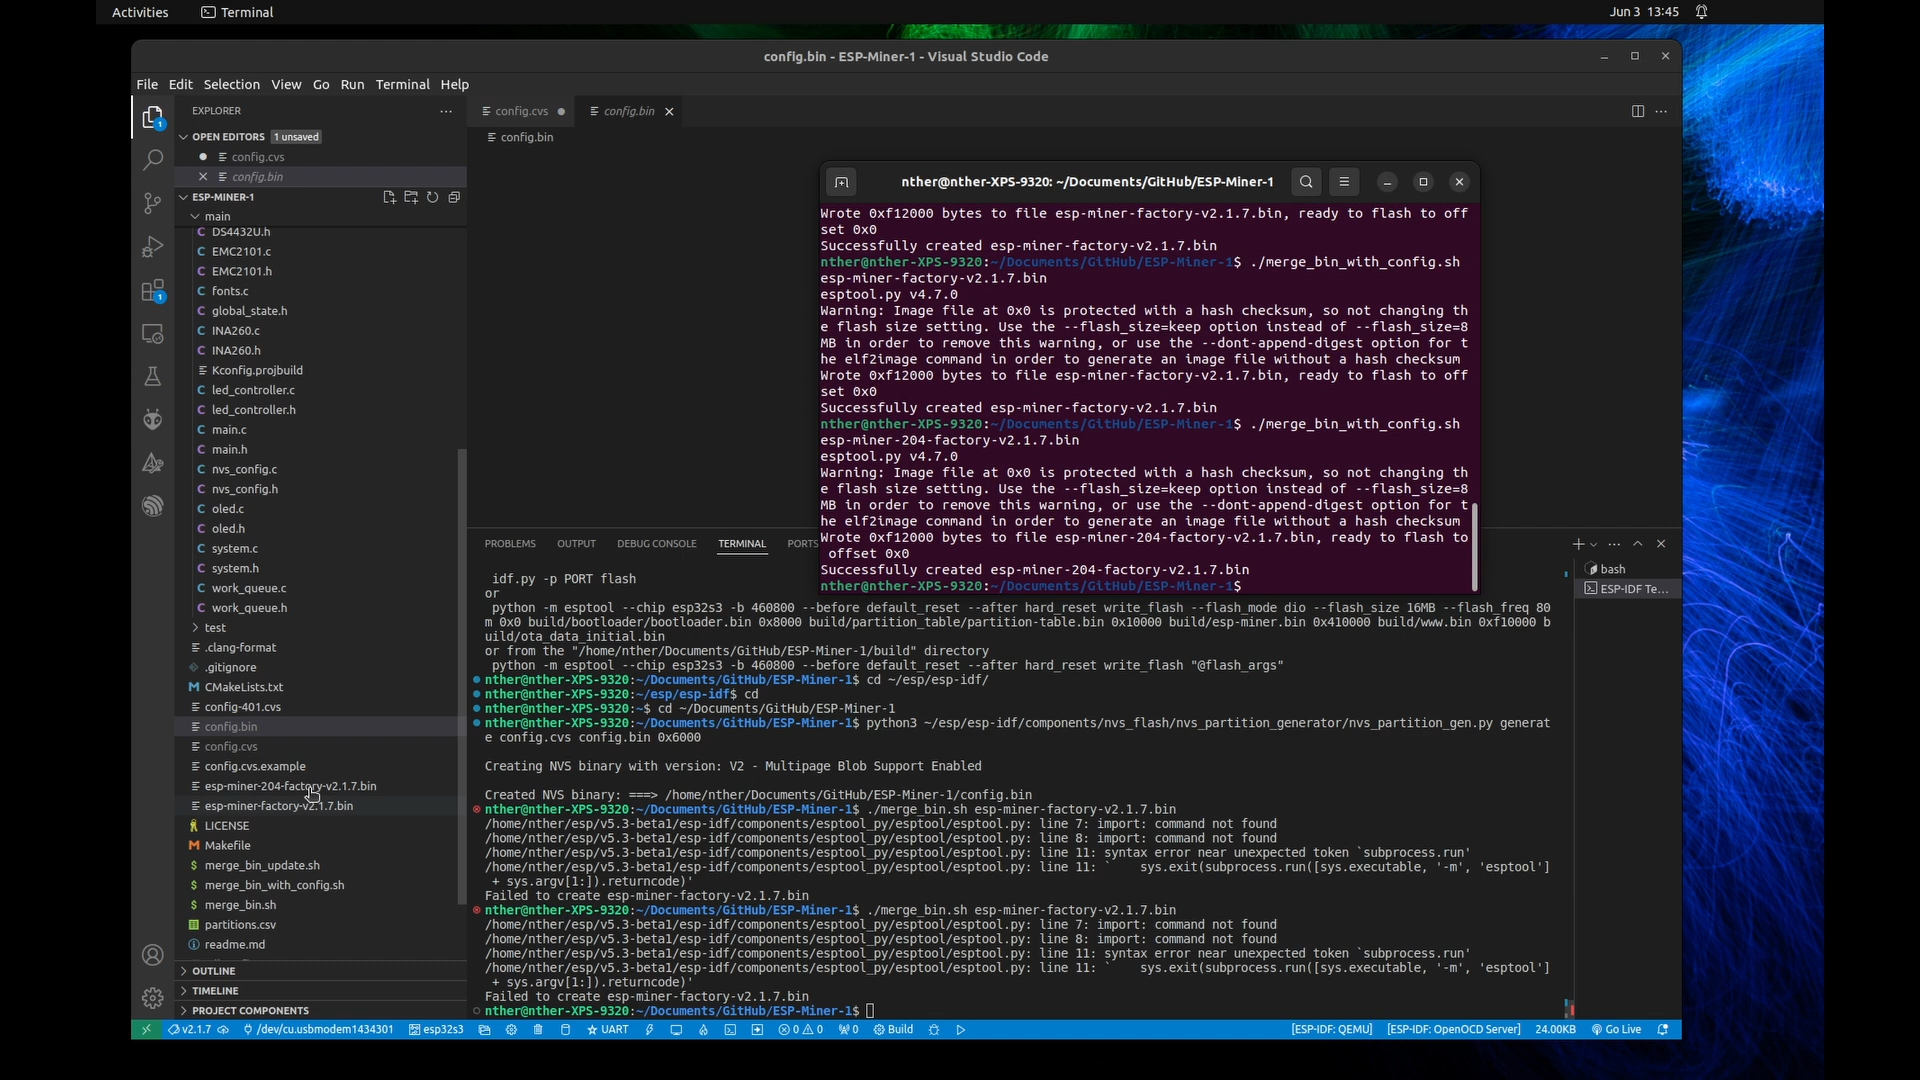 Activities
Terminal
Jun 3 13:45
config.bin - ESP-Miner-1 - Visual Studio Code
File Edit Selection View Go Run Terminal Help
EXPLORER
OPEN EDITORS 1 unsaved
config.cvs
config.bin
ESP-MINER-1
main
DS4432U.h
EMC2101.c
EMC2101.h
fonts.c
global_state.h
INA260.c
INA260.h
Kconfig.projbuild
led_controller.c
led_controller.h
main.c
main.h
nvs_config.c
nvs_config.h
oled.c
oled.h
system.c
system.h
work_queue.c
work_queue.h
test
.clang-format
.gitignore
CMakeLists.txt
config-401.cvs
config.bin
config.cvs
config.cvs.example
esp-miner-204-factory-v2.1.7.bin
esp-miner-factory-v2.1.7.bin
LICENSE
Makefile
merge_bin_update.sh
merge_bin_with_config.sh
merge_bin.sh
partitions.csv
readme.md
OUTLINE
TIMELINE
PROJECT COMPONENTS
config.cvs
config.bin
config.bin
nther@nther-XPS-9320: ~/Documents/GitHub/ESP-Miner-1
Wrote 0xf12000 bytes to file esp-miner-factory-v2.1.7.bin, ready to flash to off
set 0x0
Successfully created esp-miner-factory-v2.1.7.bin
nther@nther-XPS-9320:~/Documents/GitHub/ESP-Miner-1$ ./merge_bin_with_config.sh
esp-miner-factory-v2.1.7.bin
esptool.py v4.7.0
Warning: Image file at 0x0 is protected with a hash checksum, so not changing th
e flash size setting. Use the --flash_size=keep option instead of --flash_size=8
MB in order to remove this warning, or use the --dont-append-digest option for t
he elf2image command in order to generate an image file without a hash checksum
Wrote 0xf12000 bytes to file esp-miner-factory-v2.1.7.bin, ready to flash to off
set 0x0
Successfully created esp-miner-factory-v2.1.7.bin
nther@nther-XPS-9320:~/Documents/GitHub/ESP-Miner-1$ ./merge_bin_with_config.sh
esp-miner-204-factory-v2.1.7.bin
esptool.py v4.7.0
Warning: Image file at 0x0 is protected with a hash checksum, so not changing th
e flash size setting. Use the --flash_size=keep option instead of --flash_size=8
MB in order to remove this warning, or use the --dont-append-digest option for t
he elf2image command in order to generate an image file without a hash checksum
Wrote 0xf12000 bytes to file esp-miner-204-factory-v2.1.7.bin, ready to flash to
offset 0x0
Successfully created esp-miner-204-factory-v2.1.7.bin
nther@nther-XPS-9320:~/Documents/GitHub/ESP-Miner-1$
PROBLEMS OUTPUT DEBUG CONSOLE TERMINAL PORTS
bash
ESP-IDF Te...
idf.py -p PORT flash
or
python -m esptool --chip esp32s3 -b 460800 --before default_reset --after hard_reset write_flash --flash_mode dio --flash_size 16MB --flash_freq 80
m 0x0 build/bootloader/bootloader.bin 0x8000 build/partition_table/partition-table.bin 0x10000 build/esp-miner.bin 0x410000 build/www.bin 0xf10000 b
uild/ota_data_initial.bin
or from the "/home/nther/Documents/GitHub/ESP-Miner-1/build" directory
python -m esptool --chip esp32s3 -b 460800 --before default_reset --after hard_reset write_flash "@flash_args"
nther@nther-XPS-9320:~/Documents/GitHub/ESP-Miner-1$ cd ~/esp/esp-idf/
nther@nther-XPS-9320:~/esp/esp-idf$ cd
nther@nther-XPS-9320:~$ cd ~/Documents/GitHub/ESP-Miner-1
nther@nther-XPS-9320:~/Documents/GitHub/ESP-Miner-1$ python3 ~/esp/esp-idf/components/nvs_flash/nvs_partition_generator/nvs_partition_gen.py generat
e config.cvs config.bin 0x6000
Creating NVS binary with version: V2 - Multipage Blob Support Enabled
Created NVS binary: ===> /home/nther/Documents/GitHub/ESP-Miner-1/config.bin
nther@nther-XPS-9320:~/Documents/GitHub/ESP-Miner-1$ ./merge_bin.sh esp-miner-factory-v2.1.7.bin
/home/nther/esp/v5.3-beta1/esp-idf/components/esptool_py/esptool/esptool.py: line 7: import: command not found
/home/nther/esp/v5.3-beta1/esp-idf/components/esptool_py/esptool/esptool.py: line 8: import: command not found
/home/nther/esp/v5.3-beta1/esp-idf/components/esptool_py/esptool/esptool.py: line 11: syntax error near unexpected token `subprocess.run'
/home/nther/esp/v5.3-beta1/esp-idf/components/esptool_py/esptool/esptool.py: line 11: `    sys.exit(subprocess.run([sys.executable, '-m', 'esptool']
+ sys.argv[1:]).returncode)'
Failed to create esp-miner-factory-v2.1.7.bin
nther@nther-XPS-9320:~/Documents/GitHub/ESP-Miner-1$ ./merge_bin.sh esp-miner-factory-v2.1.7.bin
/home/nther/esp/v5.3-beta1/esp-idf/components/esptool_py/esptool/esptool.py: line 7: import: command not found
/home/nther/esp/v5.3-beta1/esp-idf/components/esptool_py/esptool/esptool.py: line 8: import: command not found
/home/nther/esp/v5.3-beta1/esp-idf/components/esptool_py/esptool/esptool.py: line 11: syntax error near unexpected token `subprocess.run'
/home/nther/esp/v5.3-beta1/esp-idf/components/esptool_py/esptool/esptool.py: line 11: `    sys.exit(subprocess.run([sys.executable, '-m', 'esptool']
+ sys.argv[1:]).returncode)'
Failed to create esp-miner-factory-v2.1.7.bin
nther@nther-XPS-9320:~/Documents/GitHub/ESP-Miner-1$
v2.1.7 /dev/cu.usbmodem1434301 esp32s3 UART 0 0 0 Build [ESP-IDF: QEMU] [ESP-IDF: OpenOCD Server] 24.00KB Go Live